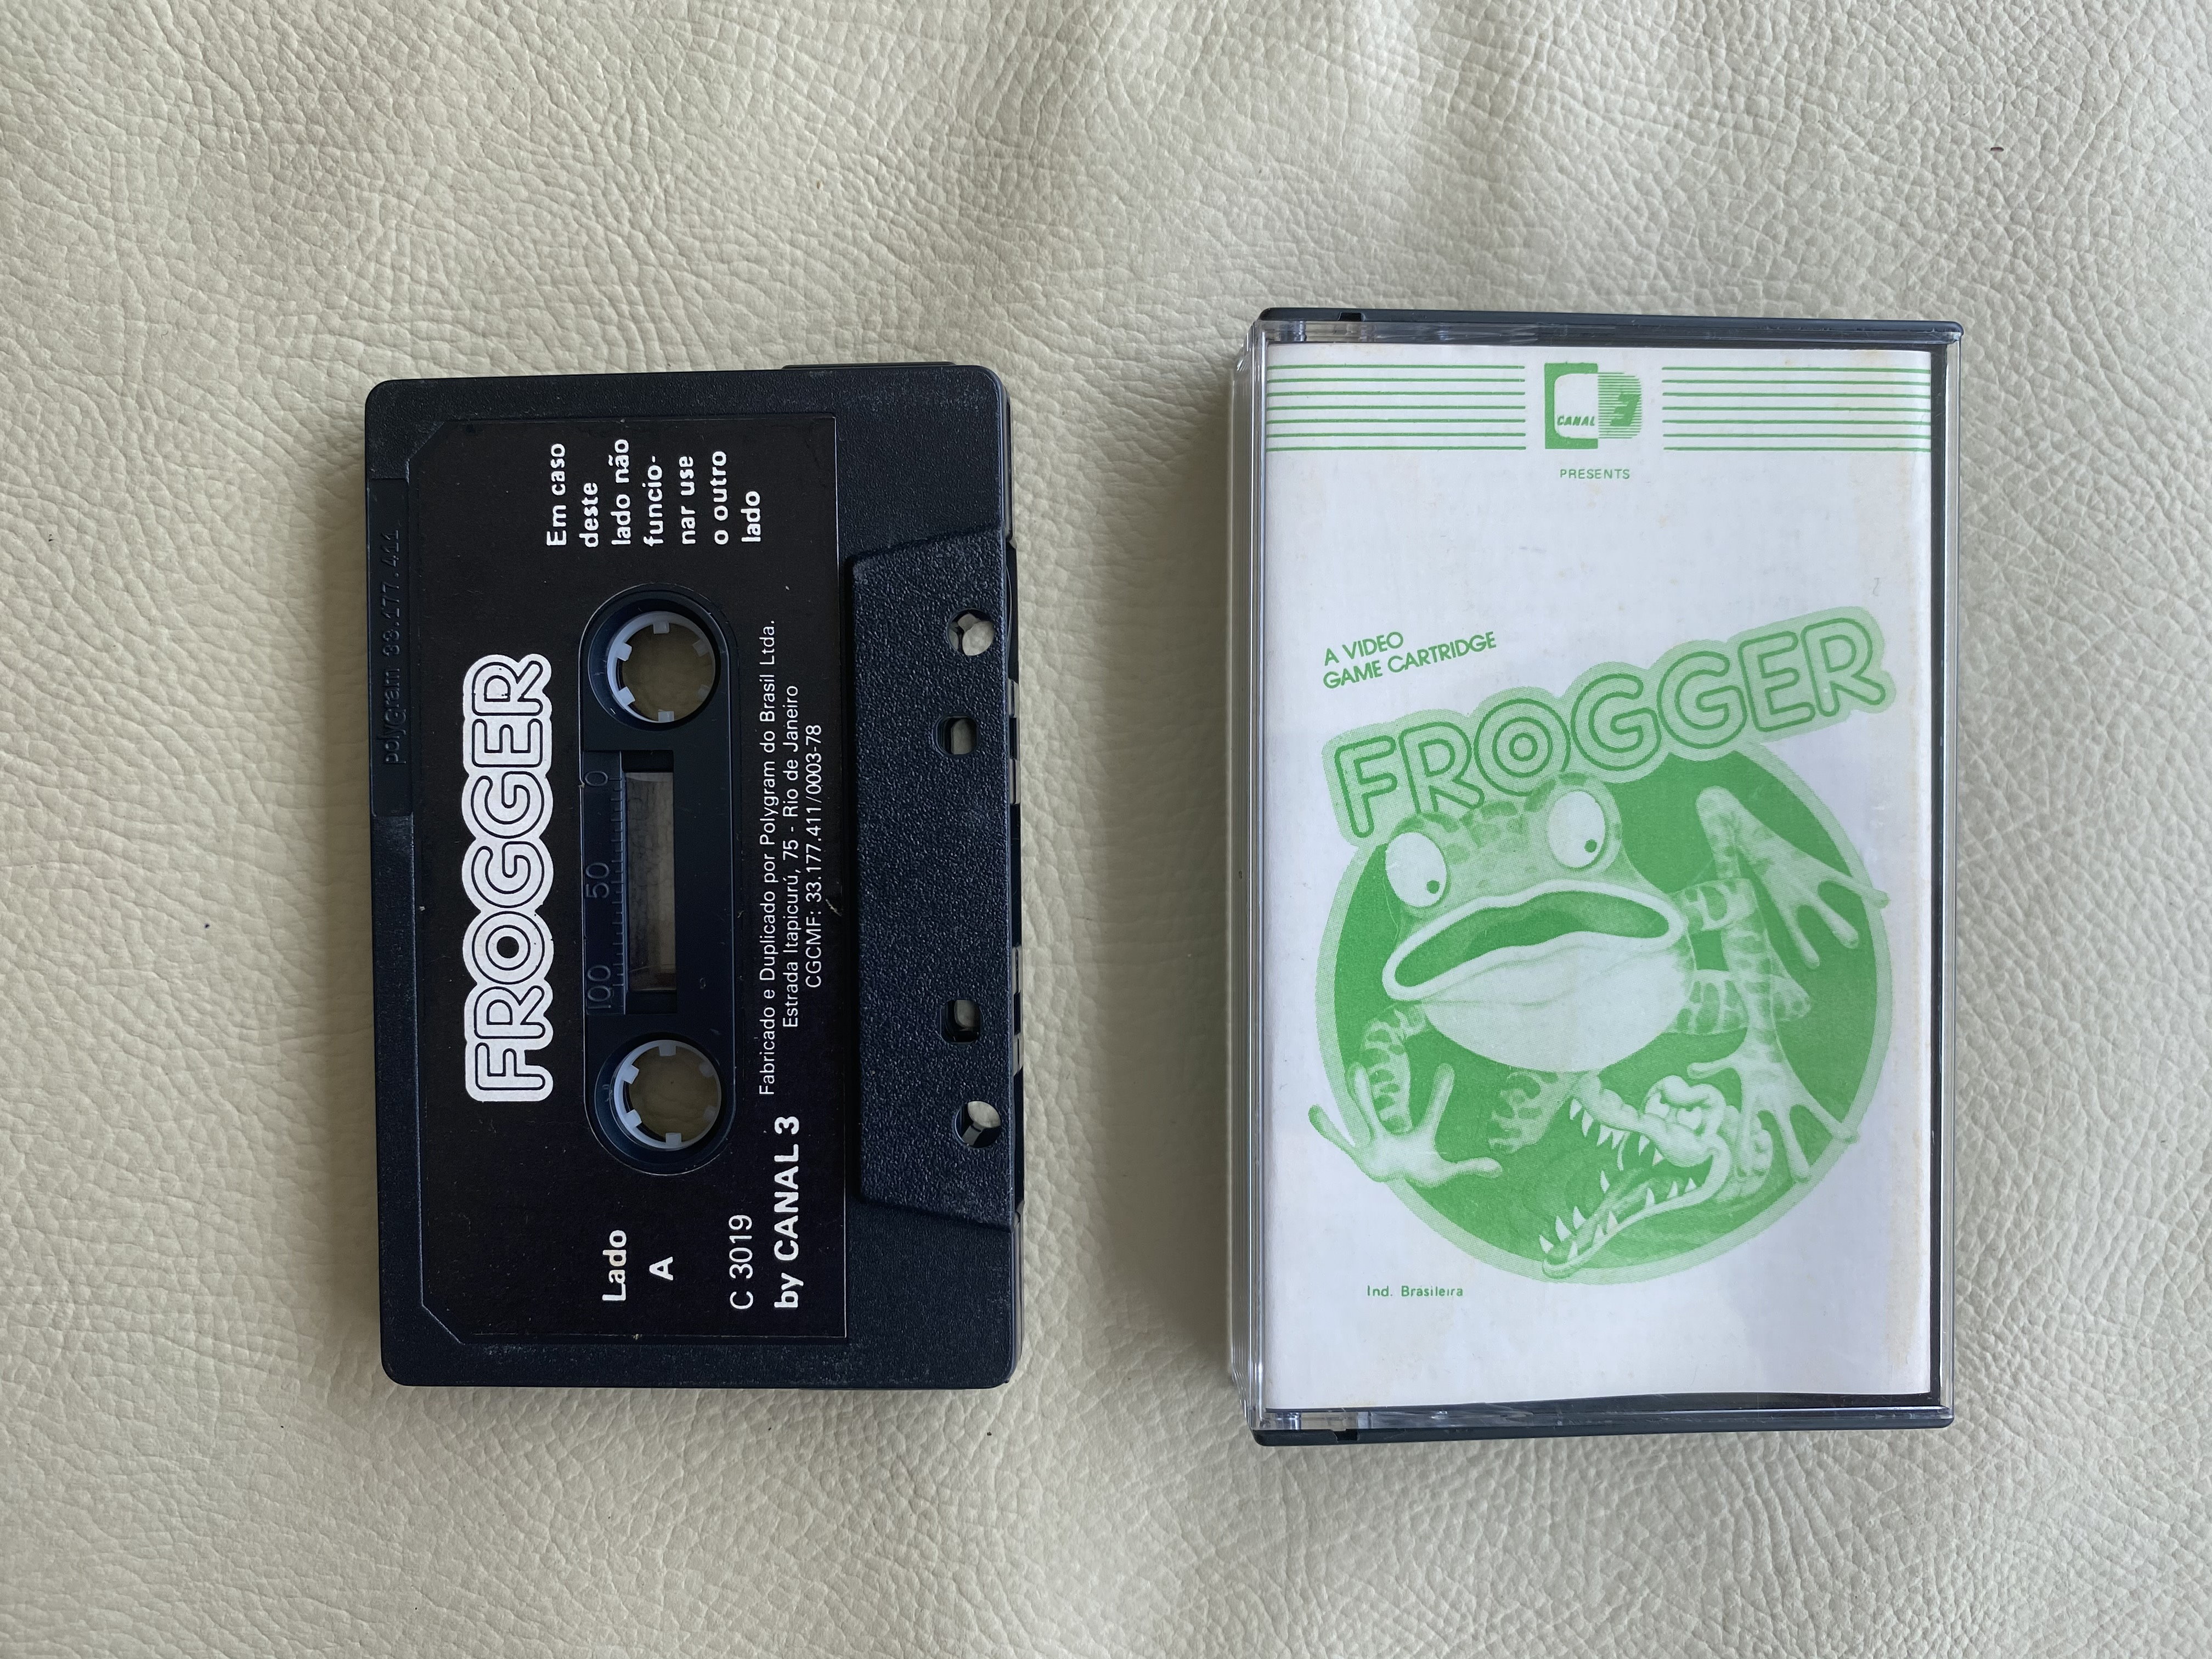 polygram 33.177.411
FROGGER
Em caso
deste
lado não
funcio-
nar use
o outro
lado
100 50 0
Lado
A
C 3019
by CANAL 3
Fabricado e Duplicado por Polygram do Brasil Ltda.
Estrada Itapicurú, 75 - Rio de Janeiro
CGCMF: 33.177.411/0003-78
CANAL 3
PRESENTS
A VIDEO
GAME CARTRIDGE
FROGGER
Ind. Brasileira